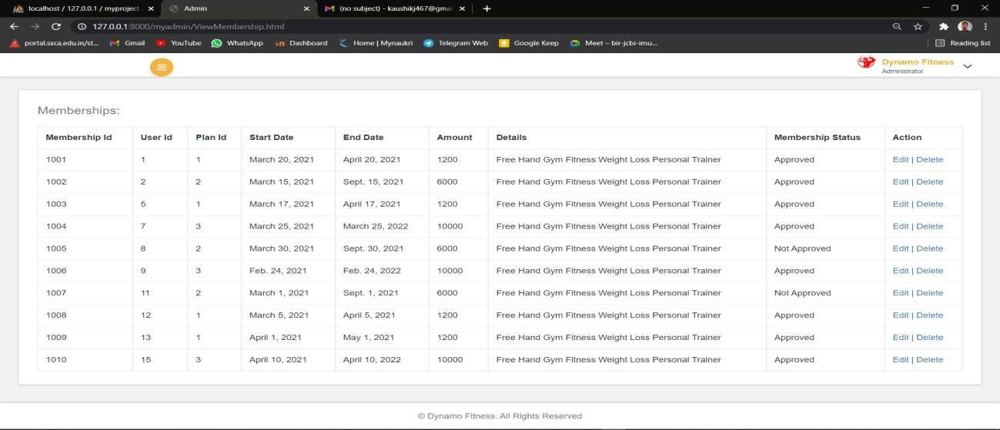 localhost / 127.0.0.1 / myproject
Admin
(no subject) - kaushikj467@gma
127.0.0.1:8000/myadmin/ViewMembership.html
portal.sxca.edu.in/st... Gmail YouTube WhatsApp Dashboard Home | Mynaukri Telegram Web Google Keep Meet – bir-jcbi-imu... Reading list
Dynamo Fitness
Administrator
Memberships:
Membership Id User Id Plan Id Start Date End Date Amount Details Membership Status Action
1001 1 1 March 20, 2021 April 20, 2021 1200 Free Hand Gym Fitness Weight Loss Personal Trainer Approved Edit | Delete
1002 2 2 March 15, 2021 Sept. 15, 2021 6000 Free Hand Gym Fitness Weight Loss Personal Trainer Approved Edit | Delete
1003 5 1 March 17, 2021 April 17, 2021 1200 Free Hand Gym Fitness Weight Loss Personal Trainer Approved Edit | Delete
1004 7 3 March 25, 2021 March 25, 2022 10000 Free Hand Gym Fitness Weight Loss Personal Trainer Approved Edit | Delete
1005 8 2 March 30, 2021 Sept. 30, 2021 6000 Free Hand Gym Fitness Weight Loss Personal Trainer Not Approved Edit | Delete
1006 9 3 Feb. 24, 2021 Feb. 24, 2022 10000 Free Hand Gym Fitness Weight Loss Personal Trainer Approved Edit | Delete
1007 11 2 March 1, 2021 Sept. 1, 2021 6000 Free Hand Gym Fitness Weight Loss Personal Trainer Not Approved Edit | Delete
1008 12 1 March 5, 2021 April 5, 2021 1200 Free Hand Gym Fitness Weight Loss Personal Trainer Approved Edit | Delete
1009 13 1 April 1, 2021 May 1, 2021 1200 Free Hand Gym Fitness Weight Loss Personal Trainer Approved Edit | Delete
1010 15 3 April 10, 2021 April 10, 2022 10000 Free Hand Gym Fitness Weight Loss Personal Trainer Approved Edit | Delete
© Dynamo Fitness. All Rights Reserved